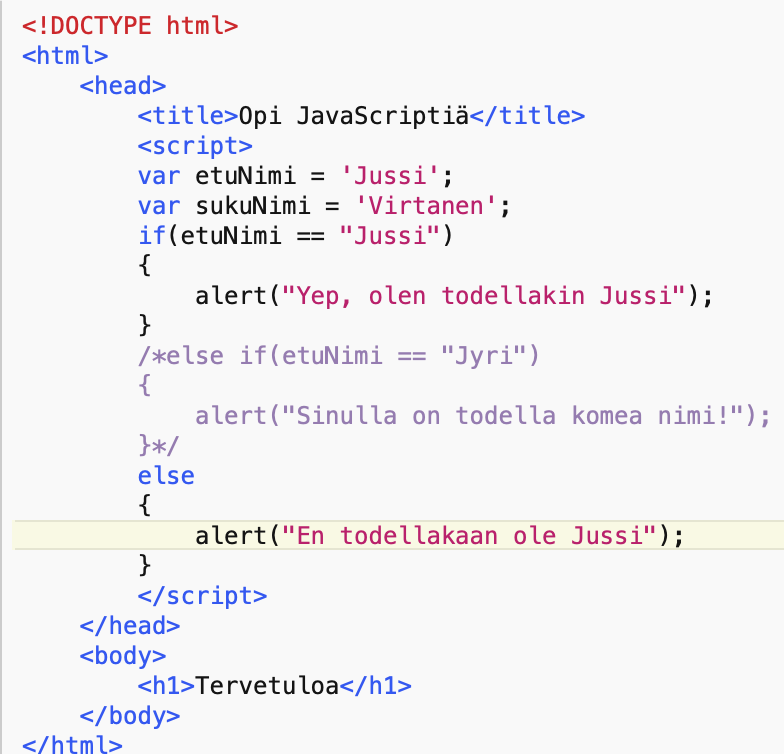 <!DOCTYPE html>
<html>
    <head>
        <title>Opi JavaScriptiä</title>
        <script>
        var etuNimi = 'Jussi';
        var sukuNimi = 'Virtanen';
        if(etuNimi == "Jussi")
        {
            alert("Yep, olen todellakin Jussi");
        }
        /*else if(etuNimi == "Jyri")
        {
            alert("Sinulla on todella komea nimi!");
        }*/
        else
        {
            alert("En todellakaan ole Jussi");
        }
        </script>
    </head>
    <body>
        <h1>Tervetuloa</h1>
    </body>
</html>